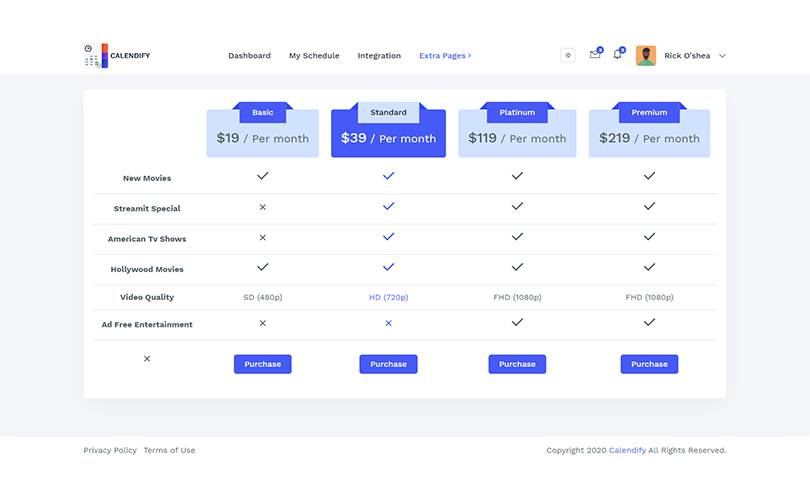 CALENDIFY
Dashboard My Schedule Integration Extra Pages Rick O'shea
Basic Standard Platinum Premium
$19 / Per month $39 / Per month $119 / Per month $219 / Per month
New Movies
Streamit Special
American Tv Shows
Hollywood Movies
Video Quality SD (480p) HD (720p) FHD (1080p) FHD (1080p)
Ad Free Entertainment
Purchase Purchase Purchase Purchase
Privacy Policy Terms of Use Copyright 2020 Calendify All Rights Reserved.